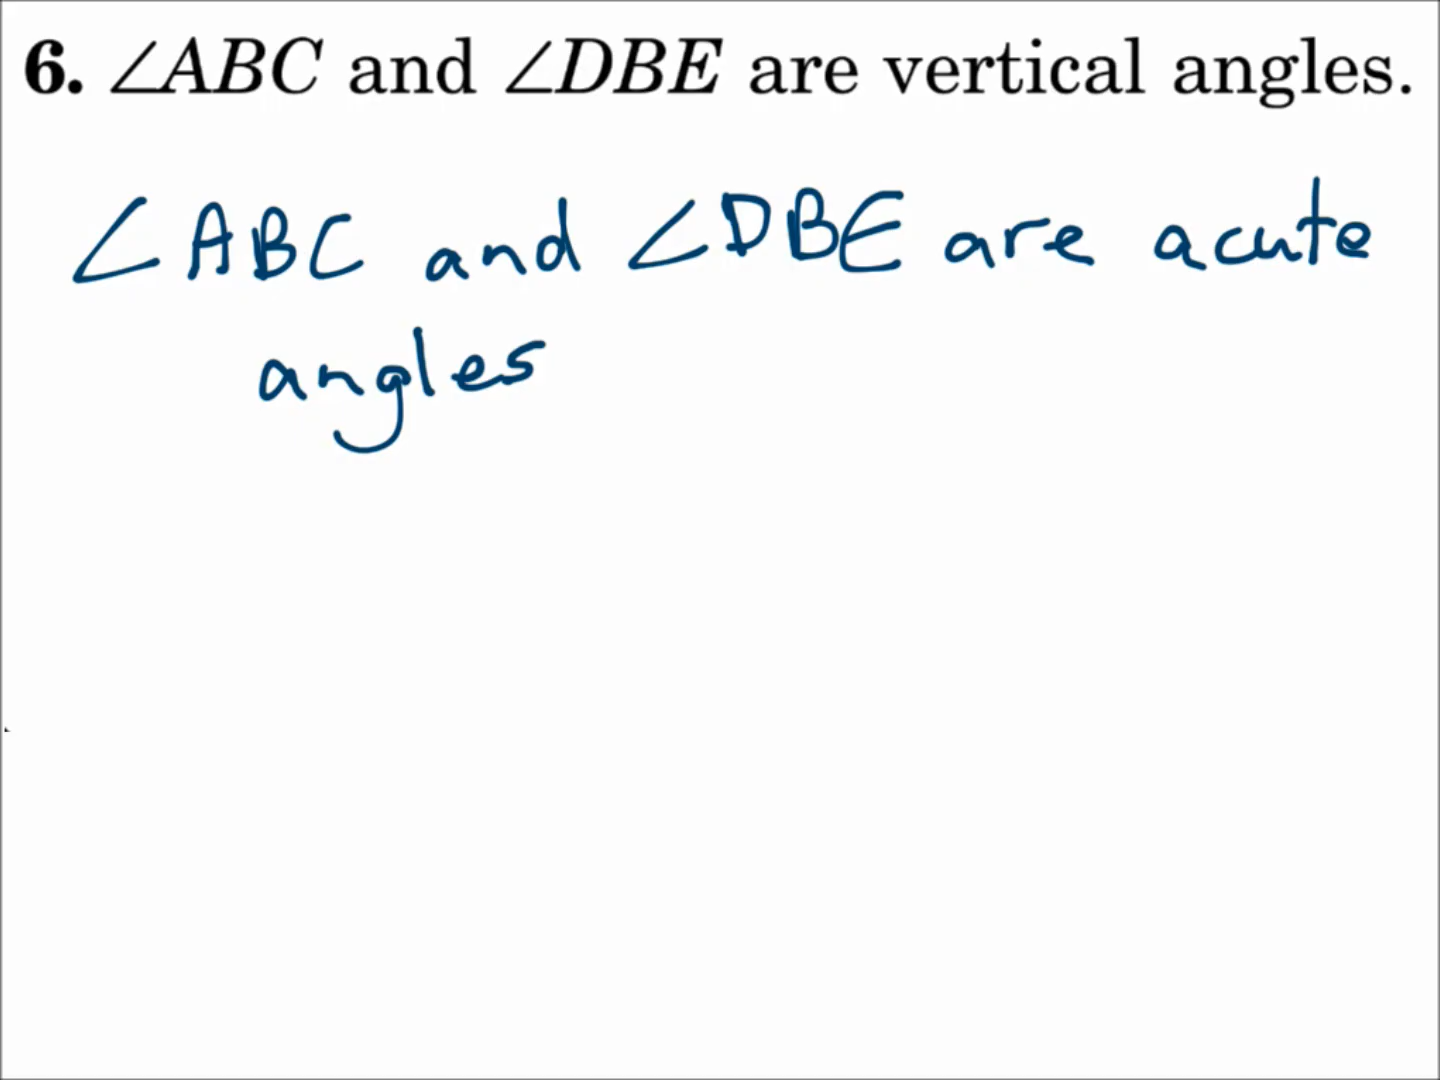 6. ∠ABC and ∠DBE are vertical angles.
∠ABC and ∠DBE are acute
angles